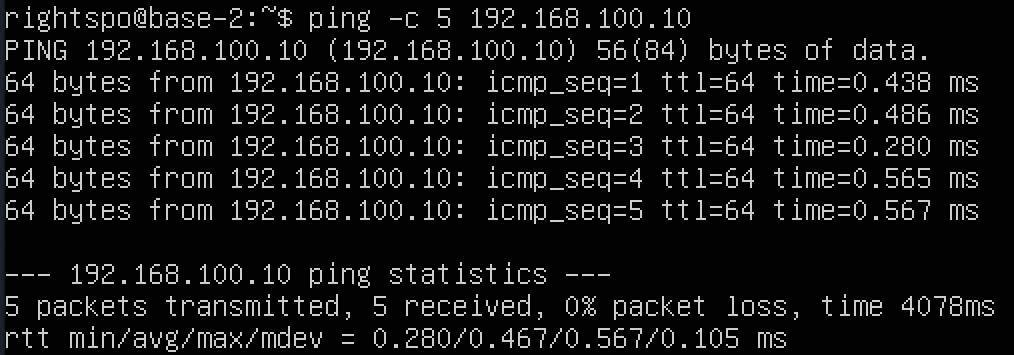 rightspo@base-2:~$ ping -c 5 192.168.100.10
PING 192.168.100.10 (192.168.100.10) 56(84) bytes of data.
64 bytes from 192.168.100.10: icmp_seq=1 ttl=64 time=0.438 ms
64 bytes from 192.168.100.10: icmp_seq=2 ttl=64 time=0.486 ms
64 bytes from 192.168.100.10: icmp_seq=3 ttl=64 time=0.280 ms
64 bytes from 192.168.100.10: icmp_seq=4 ttl=64 time=0.565 ms
64 bytes from 192.168.100.10: icmp_seq=5 ttl=64 time=0.567 ms

--- 192.168.100.10 ping statistics ---
5 packets transmitted, 5 received, 0% packet loss, time 4078ms
rtt min/avg/max/mdev = 0.280/0.467/0.567/0.105 ms